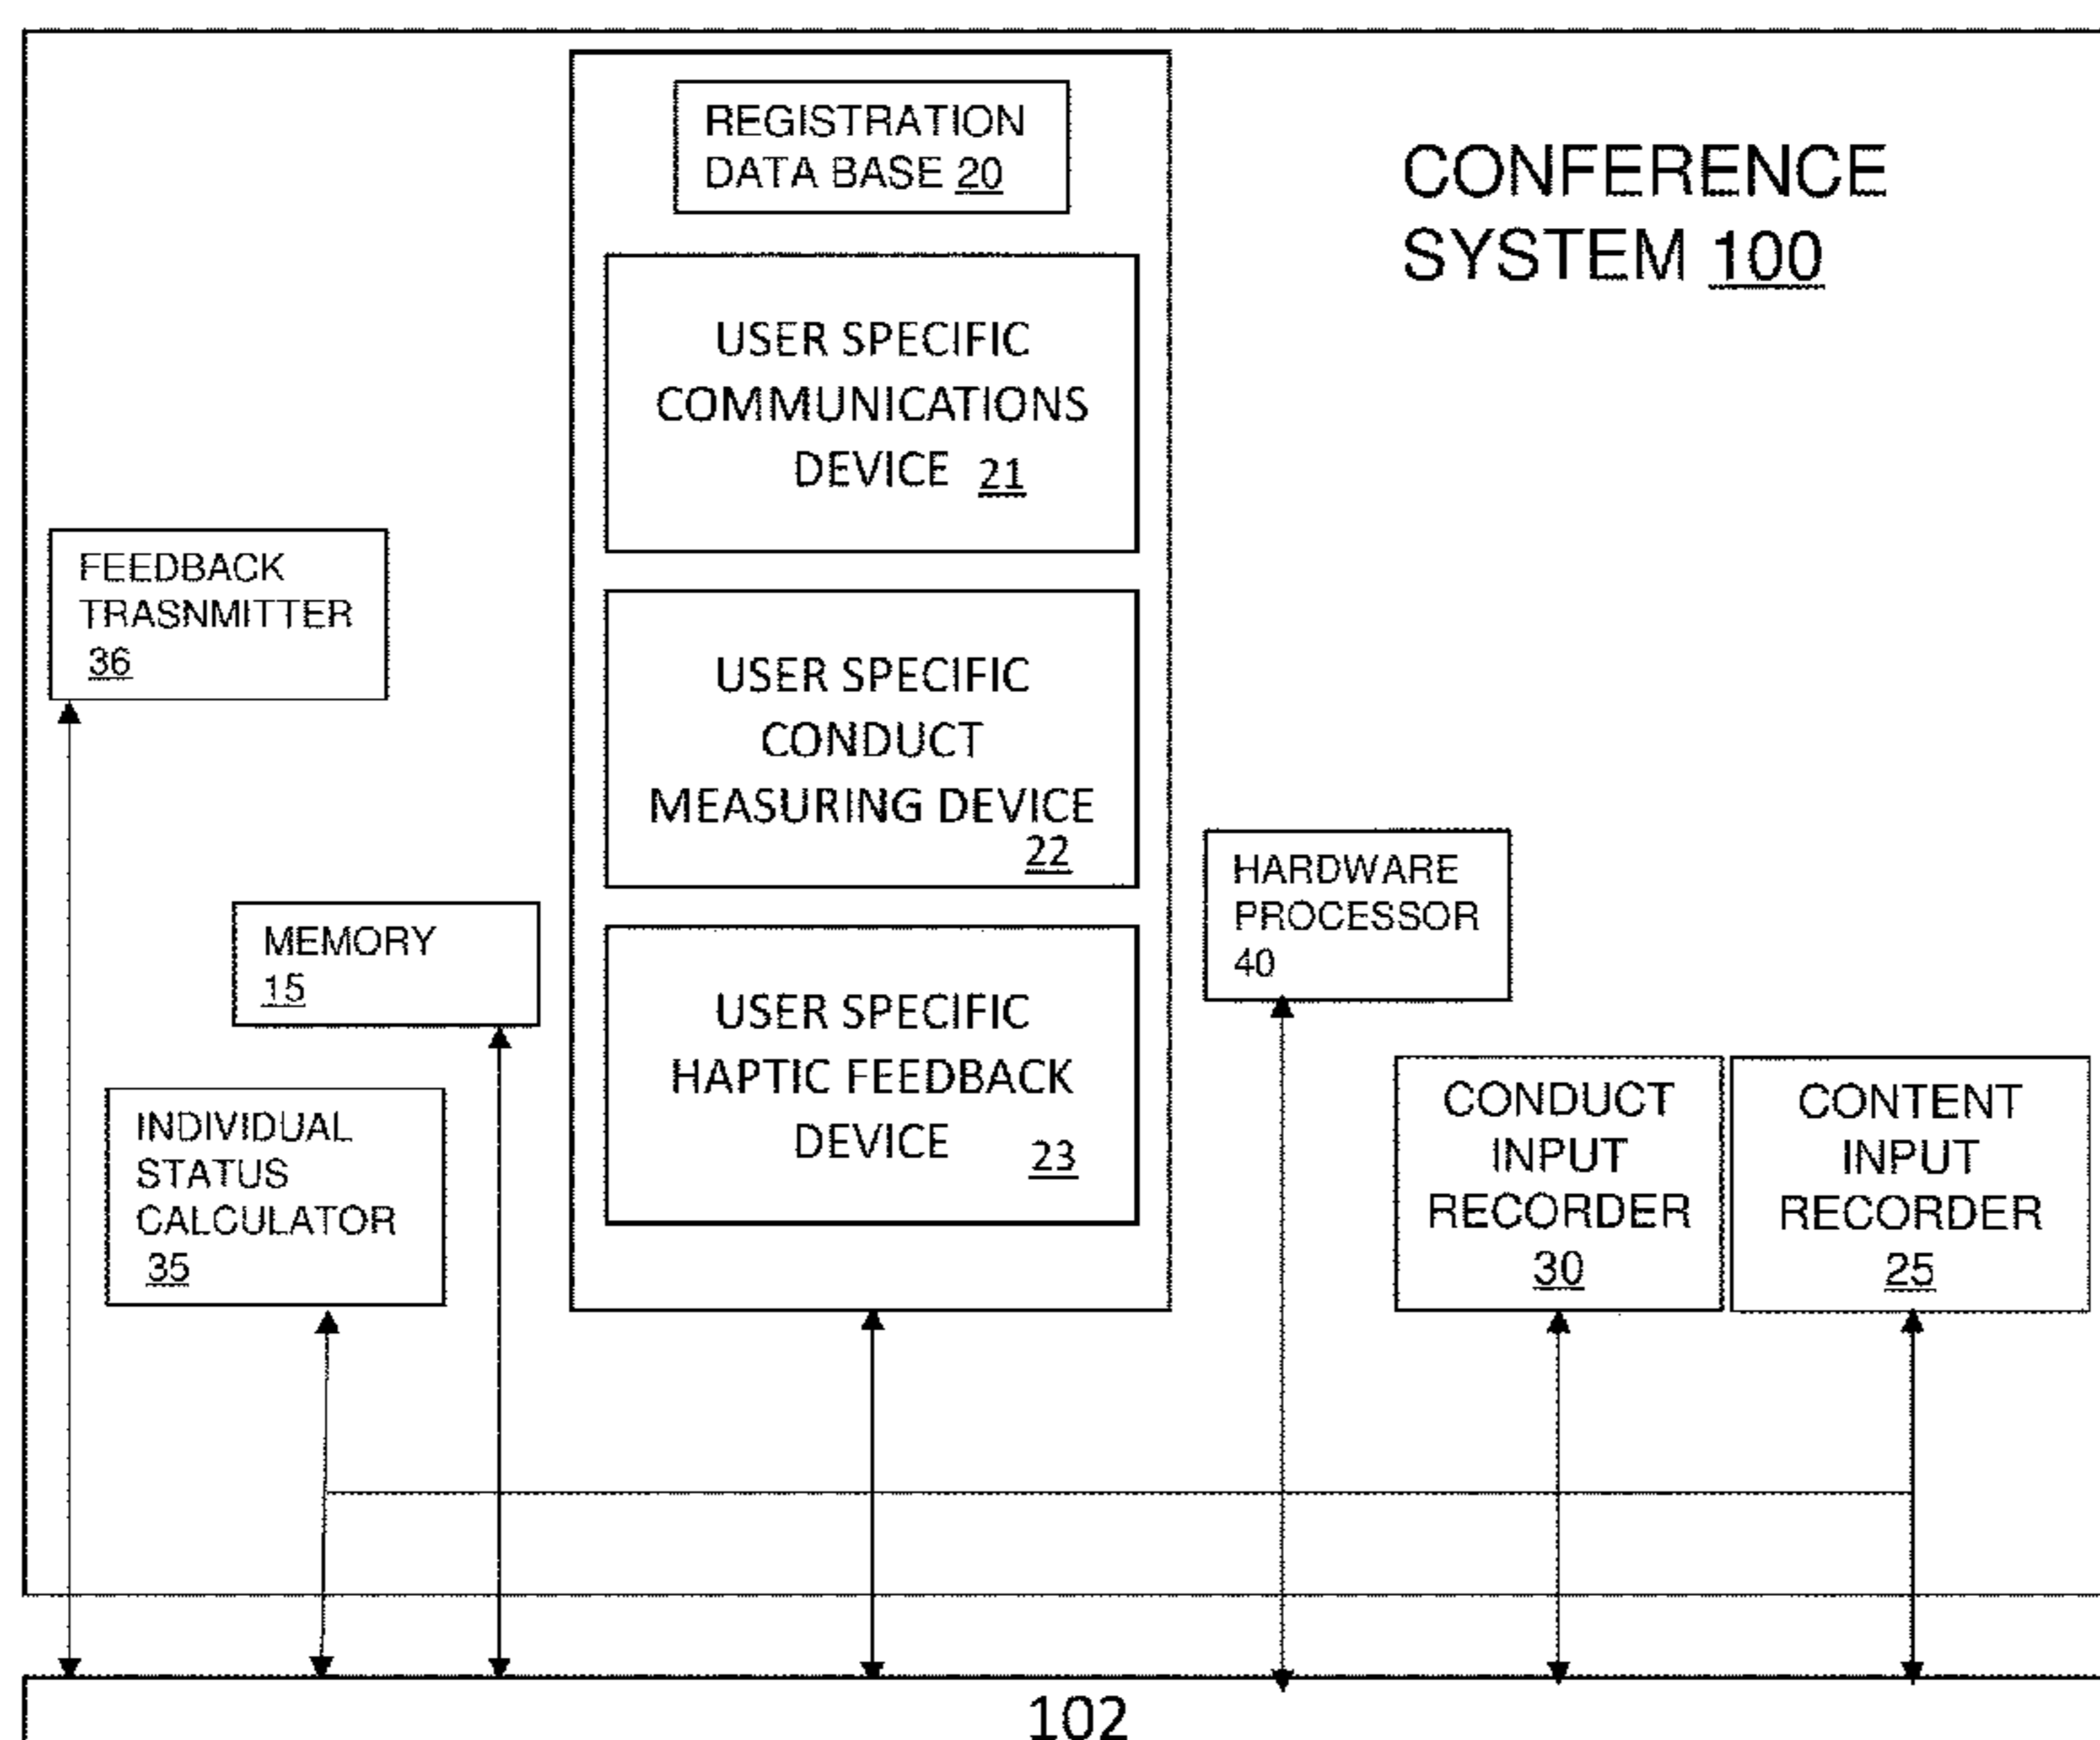 REGISTRATION
DATA BASE 20
CONFERENCE
SYSTEM 100
USER SPECIFIC
COMMUNICATIONS
DEVICE 21
FEEDBACK
TRASNMITTER
36
USER SPECIFIC
CONDUCT
MEASURING DEVICE
22
HARDWARE
PROCESSOR
40
MEMORY
15
USER SPECIFIC
HAPTIC FEEDBACK
DEVICE 23
INDIVIDUAL
STATUS
CALCULATOR
35
CONDUCT
INPUT
RECORDER
30
CONTENT
INPUT
RECORDER
25
102